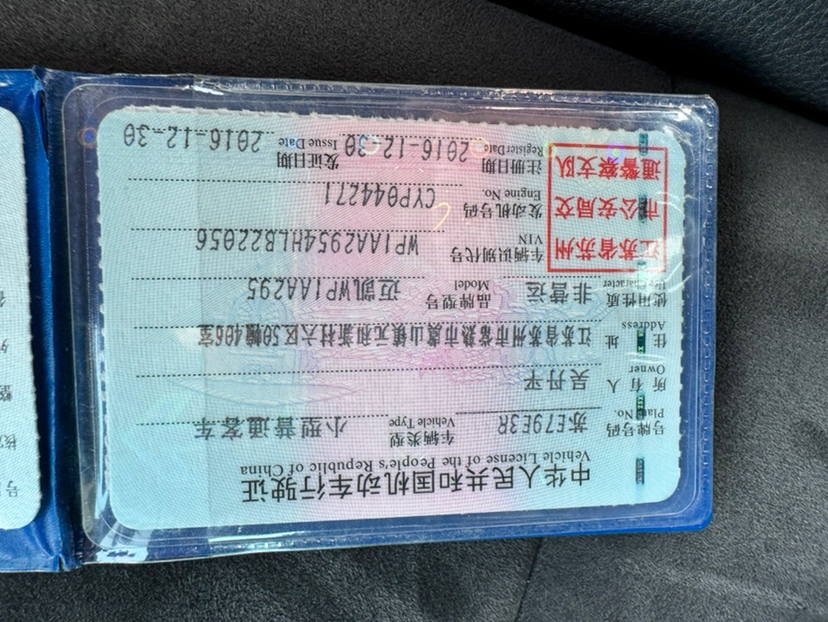 中华人民共和国机动车行驶证
Vehicle License of the People's Republic of China
号牌号码 苏E79E3R 车辆类型 小型普通客车
Plate No. Vehicle Type
所有人 吴丹平
Owner
住址 江苏省苏州市常熟市虞山镇元和新村六区50幢406室
Address
使用性质 非营运 品牌型号 迈凯WP1AA295
Use Character Model
江苏省苏州
市公安局交
通警察支队
车辆识别代号 WP1AA2954HLB22056
VIN
发动机号码 CYP044271
Engine No.
注册日期 2016-12-30 发证日期 2016-12-30
Register Date Issue Date